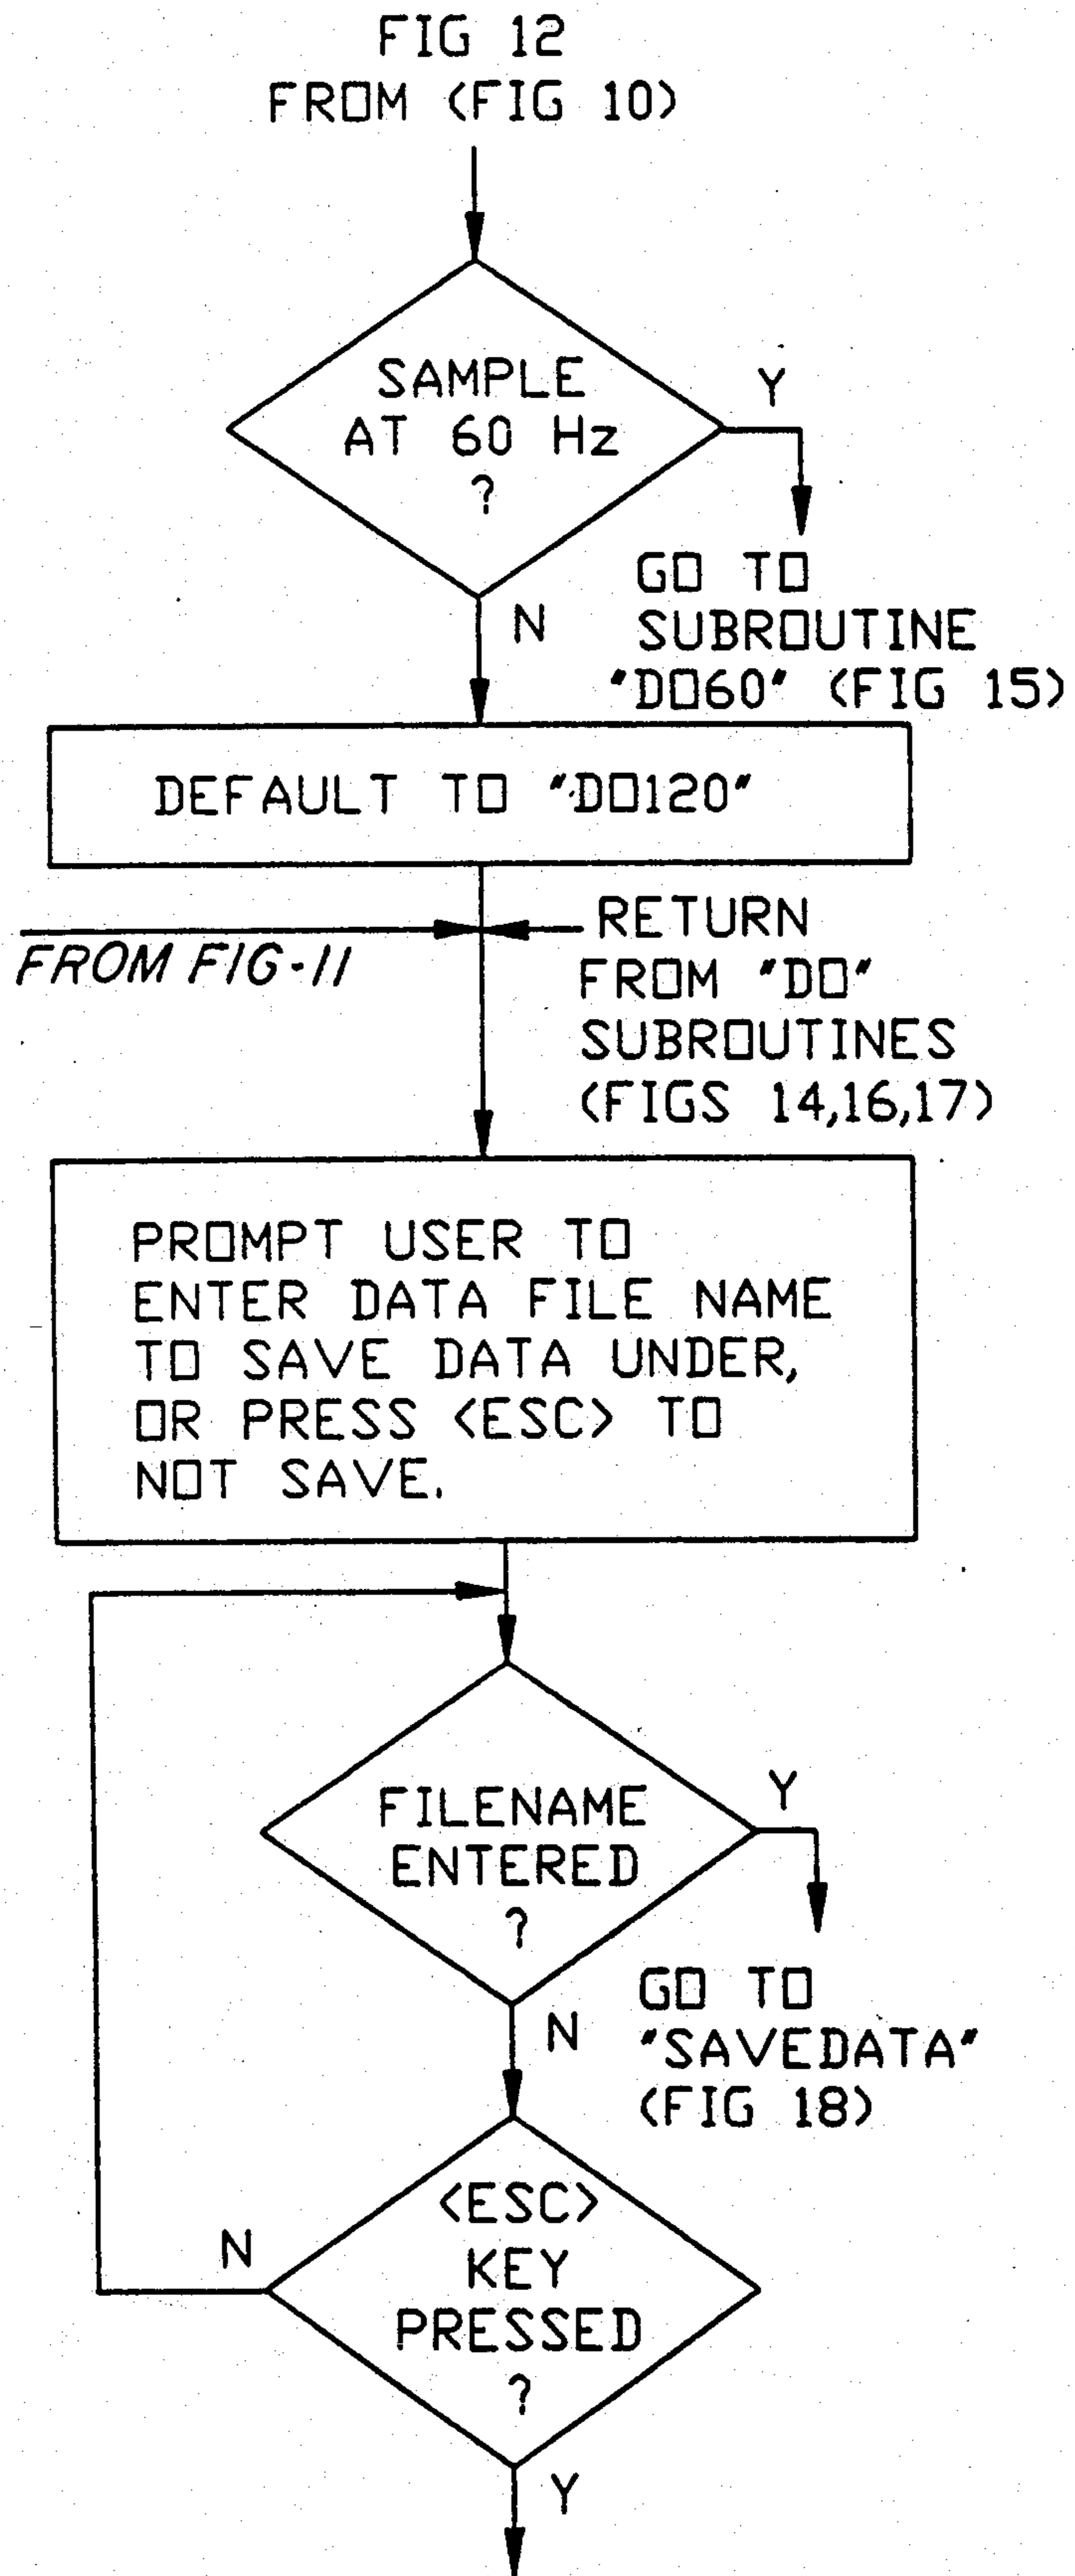 FIG 12
FROM (FIG 10)
SAMPLE
AT 60 Hz
?
Y
GO TO
SUBROUTINE
"DO60" (FIG 15)
N
DEFAULT TO "DO120"
FROM FIG-11
RETURN
FROM "DO"
SUBROUTINES
(FIGS 14,16,17)
PROMPT USER TO
ENTER DATA FILE NAME
TO SAVE DATA UNDER,
OR PRESS <ESC> TO
NOT SAVE.
FILENAME
ENTERED
?
Y
GO TO
"SAVEDATA"
(FIG 18)
N
<ESC>
KEY
PRESSED
?
N
Y